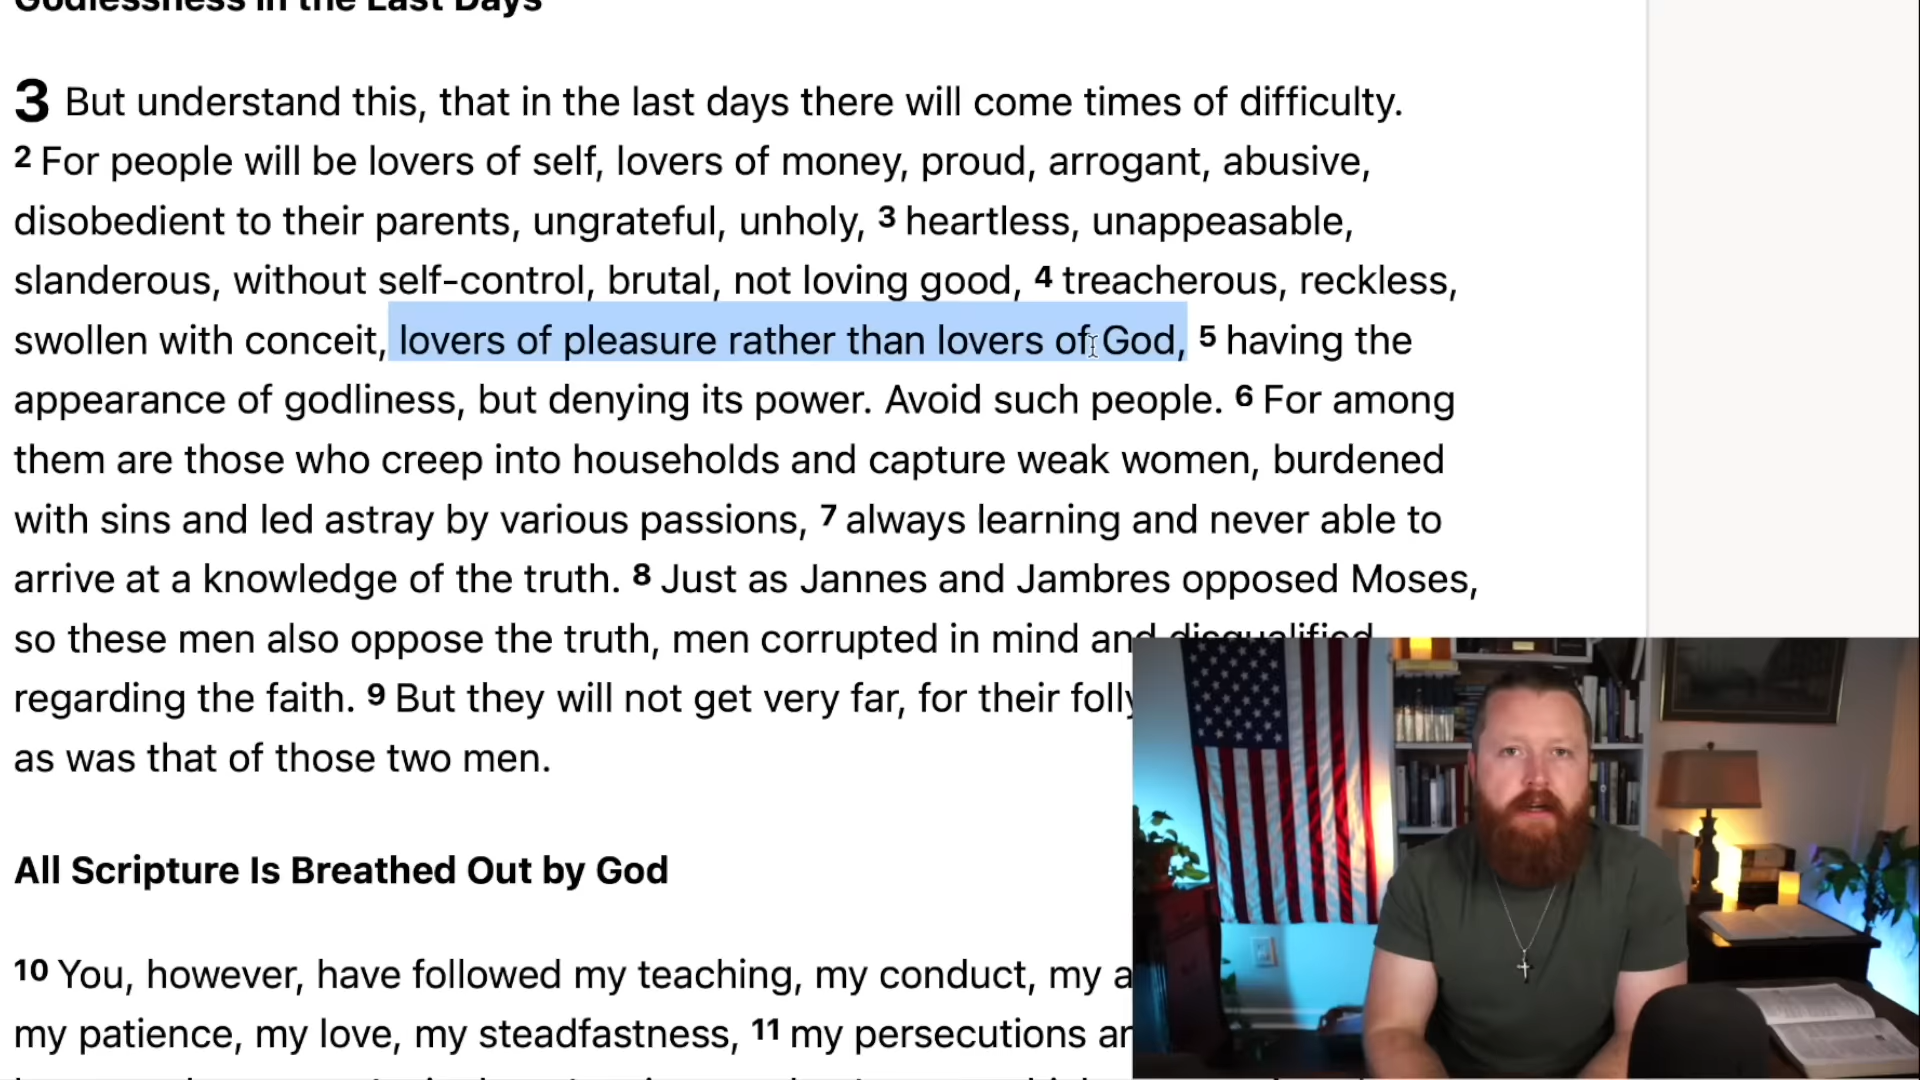 Godlessness in the Last Days
3 But understand this, that in the last days there will come times of difficulty.
2 For people will be lovers of self, lovers of money, proud, arrogant, abusive,
disobedient to their parents, ungrateful, unholy, 3 heartless, unappeasable,
slanderous, without self-control, brutal, not loving good, 4 treacherous, reckless,
swollen with conceit, lovers of pleasure rather than lovers of God, 5 having the
appearance of godliness, but denying its power. Avoid such people. 6 For among
them are those who creep into households and capture weak women, burdened
with sins and led astray by various passions, 7 always learning and never able to
arrive at a knowledge of the truth. 8 Just as Jannes and Jambres opposed Moses,
so these men also oppose the truth, men corrupted in mind and disqualified
regarding the faith. 9 But they will not get very far, for their folly
as was that of those two men.
All Scripture Is Breathed Out by God
10 You, however, have followed my teaching, my conduct, my a
my patience, my love, my steadfastness, 11 my persecutions an